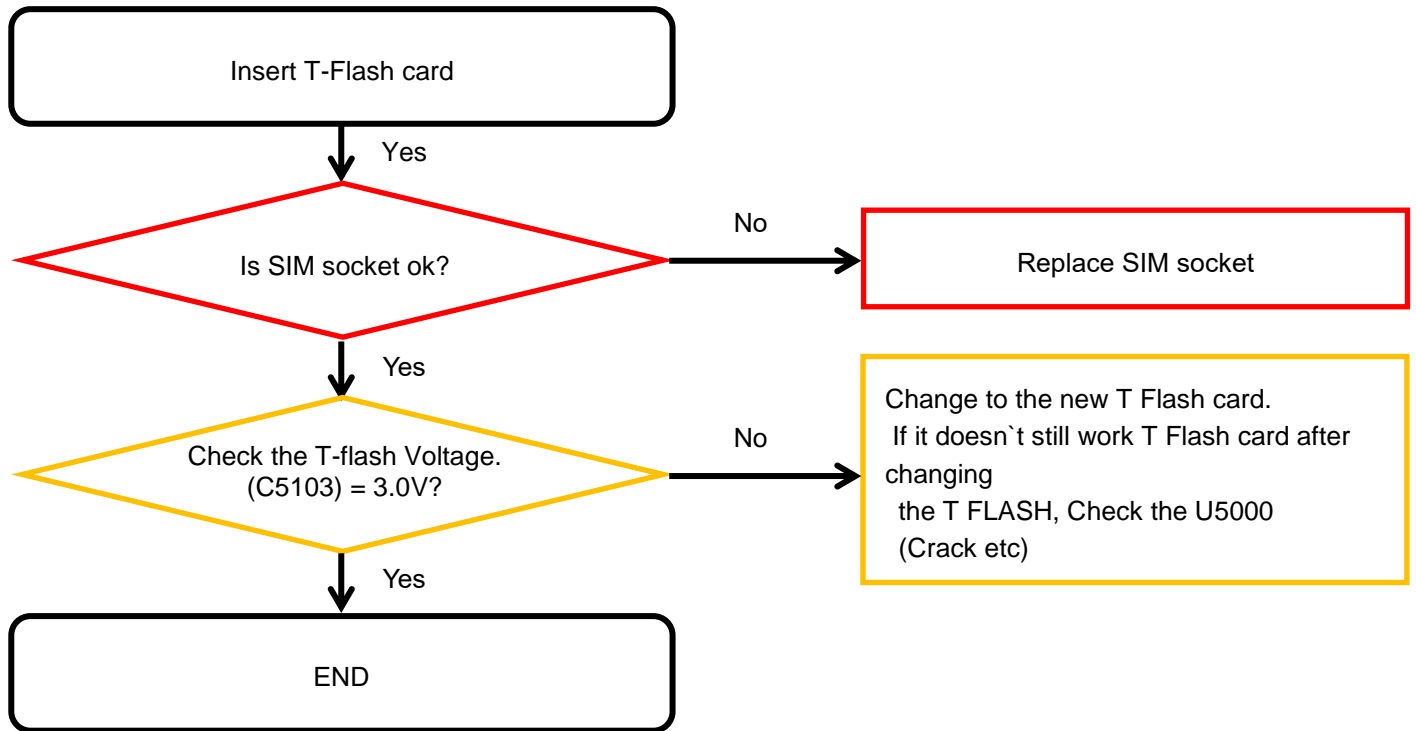 Insert T-Flash card
Yes
Is SIM socket ok?
No
Replace SIM socket
Yes
Check the T-flash Voltage.
(C5103) = 3.0V?
No
Change to the new T Flash card.
If it doesn`t still work T Flash card after
changing
the T FLASH, Check the U5000
(Crack etc)
Yes
END